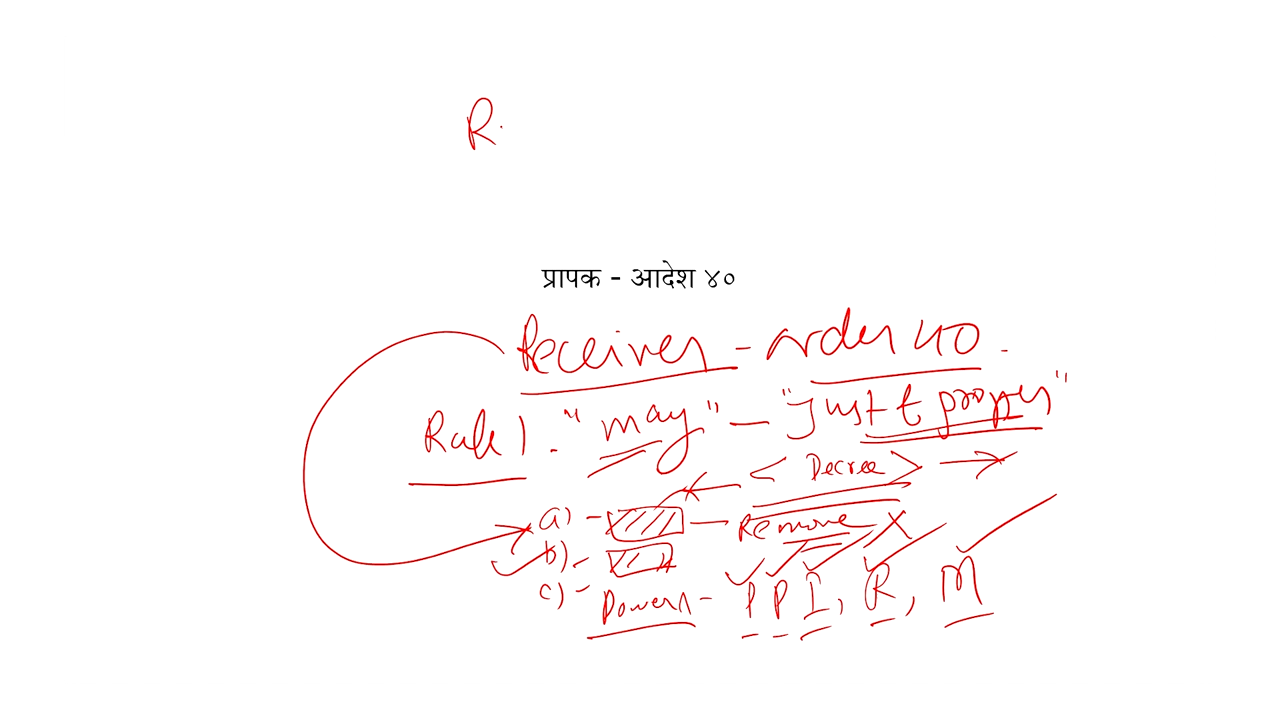 R.
प्रापक - आदेश ४०
Receiver - order 40.
Rule 1. "may" - "just & proper"
< Decree >
a) - Remove X
b) -
c) - Powers - P P I, R, M